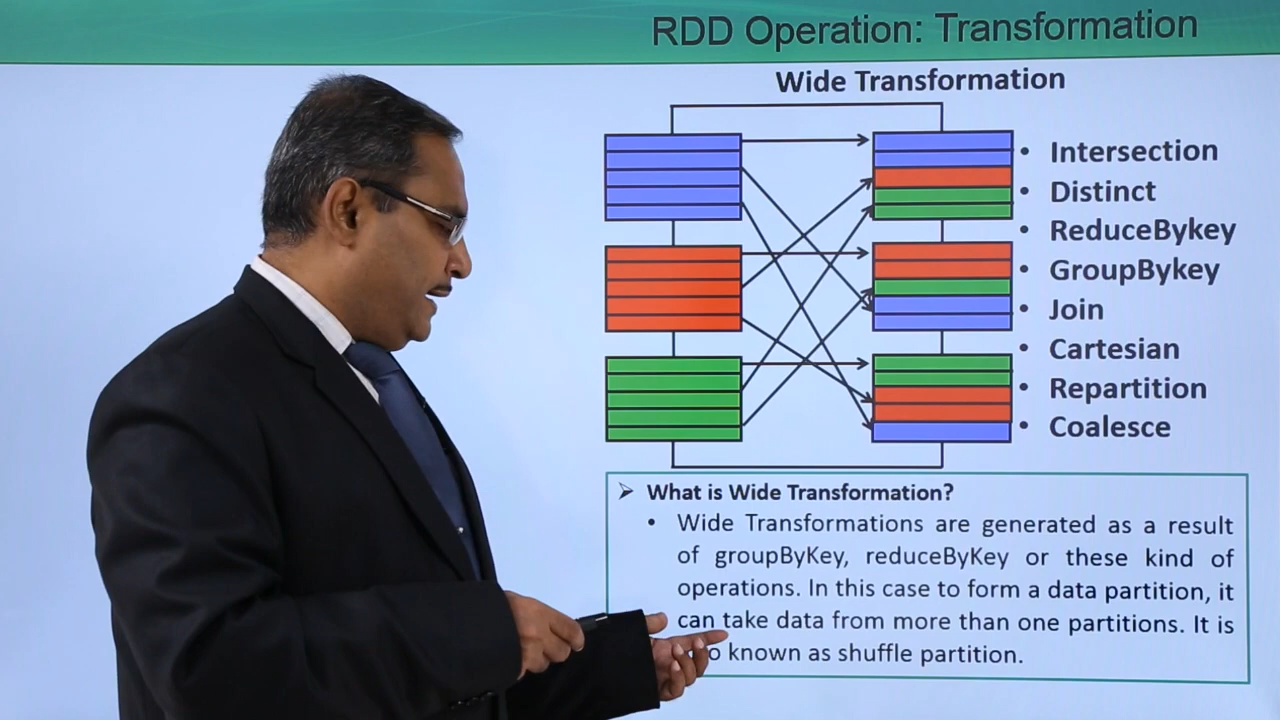 RDD Operation: Transformation
Wide Transformation
• Intersection
• Distinct
• ReduceBykey
• GroupBykey
• Join
• Cartesian
• Repartition
• Coalesce
➢ What is Wide Transformation?
• Wide Transformations are generated as a result
of groupByKey, reduceByKey or these kind of
operations. In this case to form a data partition, it
can take data from more than one partitions. It is
known as shuffle partition.